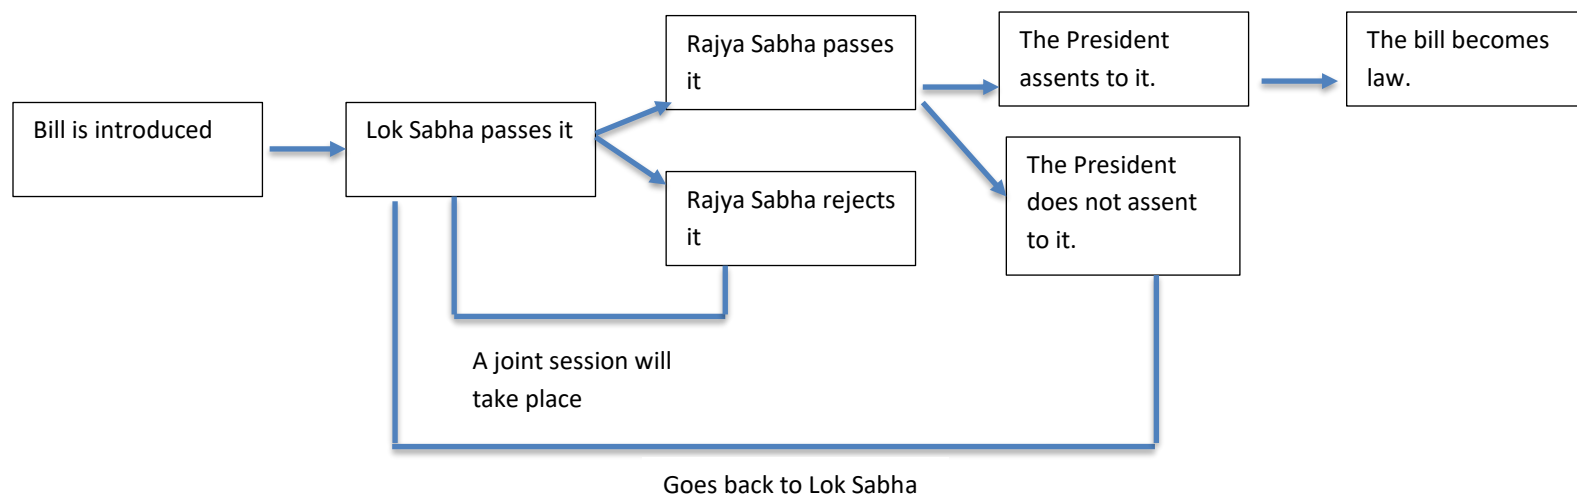 Bill is introduced
Lok Sabha passes it
Rajya Sabha passes
it
Rajya Sabha rejects
it
The President
assents to it.
The President
does not assent
to it.
The bill becomes
law.
A joint session will
take place
Goes back to Lok Sabha